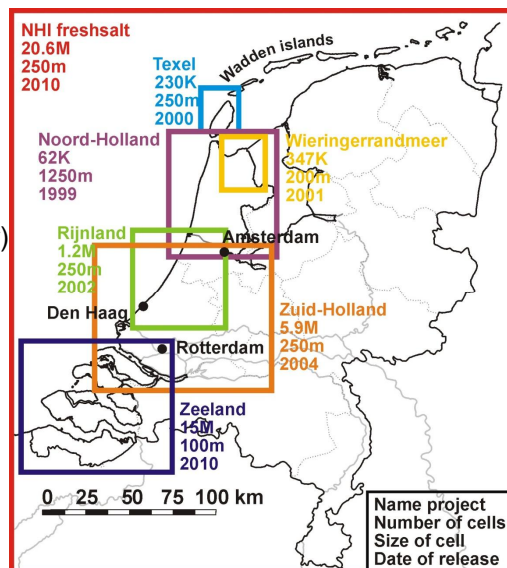 NHI freshsalt
20.6M
250m
2010
Wadden islands
Texel
230K
250m
2000
Noord-Holland
62K
1250m
1999
Wieringerrandmeer
347K
200m
2001
)
Rijnland
1.2M
250m
2002
Amsterdam
Den Haag
Zuid-Holland
5.9M
250m
2004
Rotterdam
Zeeland
15M
100m
2010
0 25 50 75 100 km
Name project
Number of cells
Size of cell
Date of release